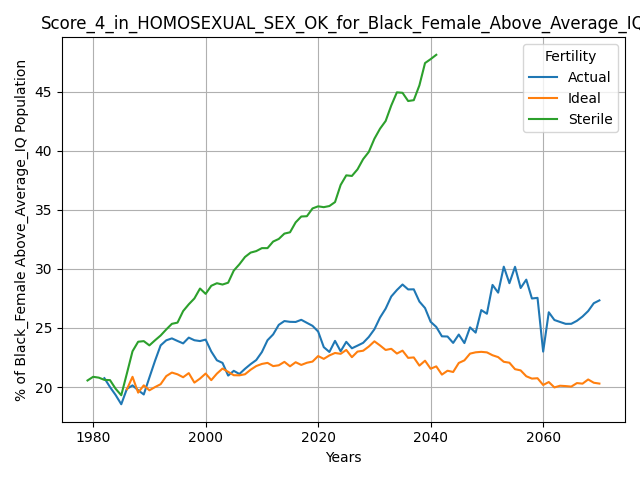 Score_4_in_HOMOSEXUAL_SEX_OK_for_Black_Female_Above_Average_IQ
Fertility
Actual
Ideal
Sterile
% of Black_Female Above_Average_IQ Population
45
40
35
30
25
20
1980
2000
2020
2040
2060
Years